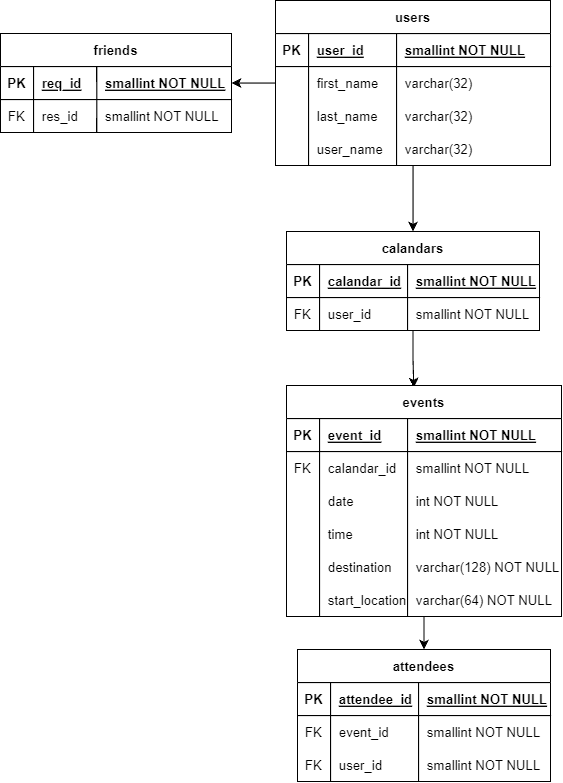 users
PK user_id smallint NOT NULL
first_name varchar(32)
last_name varchar(32)
user_name varchar(32)
friends
PK req_id smallint NOT NULL
FK res_id smallint NOT NULL
calandars
PK calandar_id smallint NOT NULL
FK user_id smallint NOT NULL
events
PK event_id smallint NOT NULL
FK calandar_id smallint NOT NULL
date int NOT NULL
time int NOT NULL
destination varchar(128) NOT NULL
start_location varchar(64) NOT NULL
attendees
PK attendee_id smallint NOT NULL
FK event_id smallint NOT NULL
FK user_id smallint NOT NULL